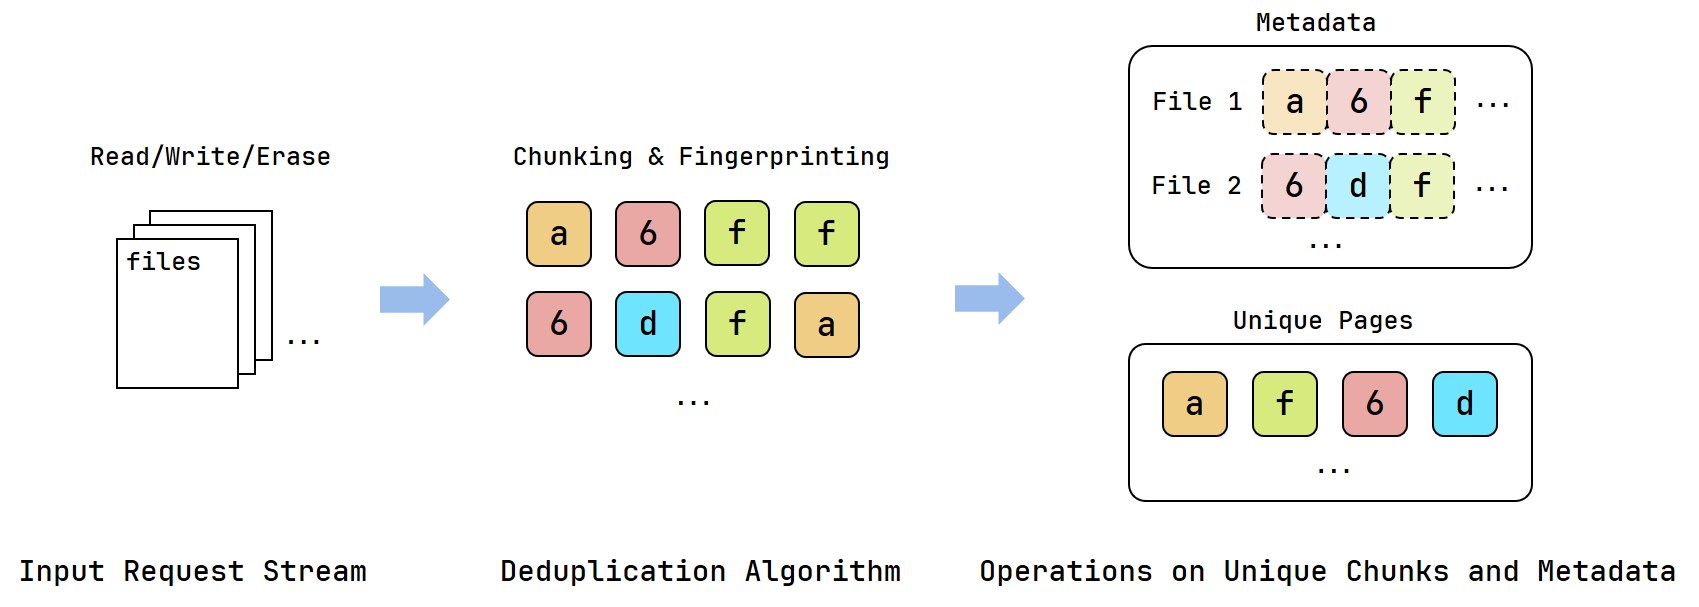 Read/Write/Erase
files
...
Input Request Stream
Chunking & Fingerprinting
a 6 f f
6 d f a
...
Deduplication Algorithm
Metadata
File 1 a 6 f ...
File 2 6 d f ...
...
Unique Pages
a f 6 d
...
Operations on Unique Chunks and Metadata